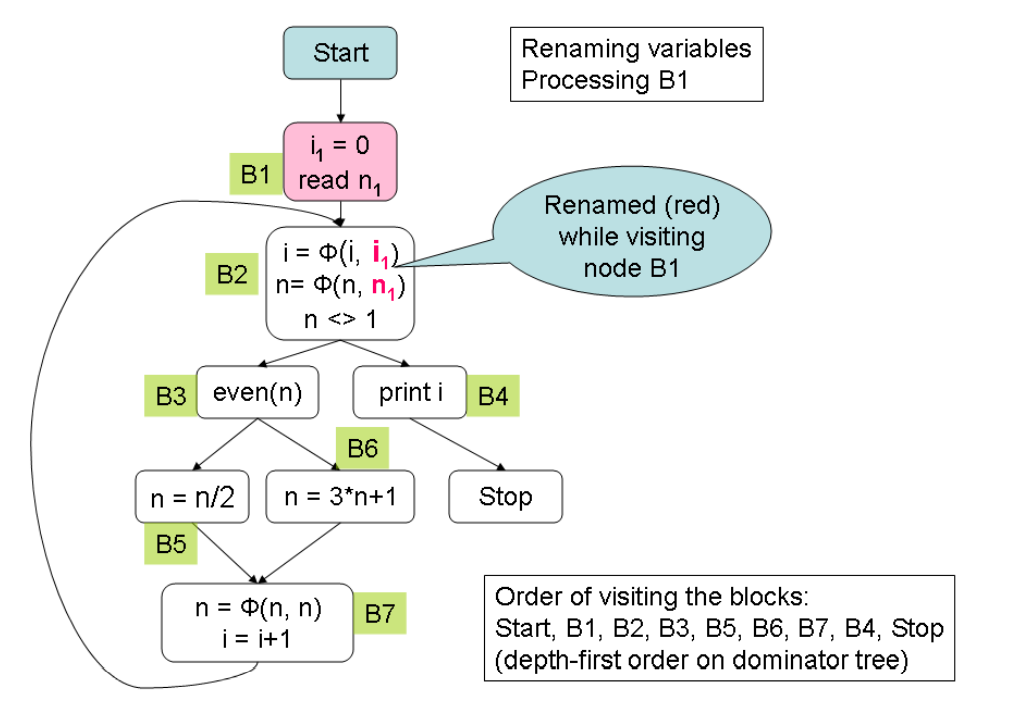 Start
Renaming variables
Processing B1
i₁ = 0
read n₁
B1
Renamed (red)
while visiting
node B1
i = Φ(i, i₁)
n= Φ(n, n₁)
n <> 1
B2
B3
even(n)
print i
B4
B6
n = n/2
n = 3*n+1
Stop
B5
n = Φ(n, n)
i = i+1
B7
Order of visiting the blocks:
Start, B1, B2, B3, B5, B6, B7, B4, Stop
(depth-first order on dominator tree)